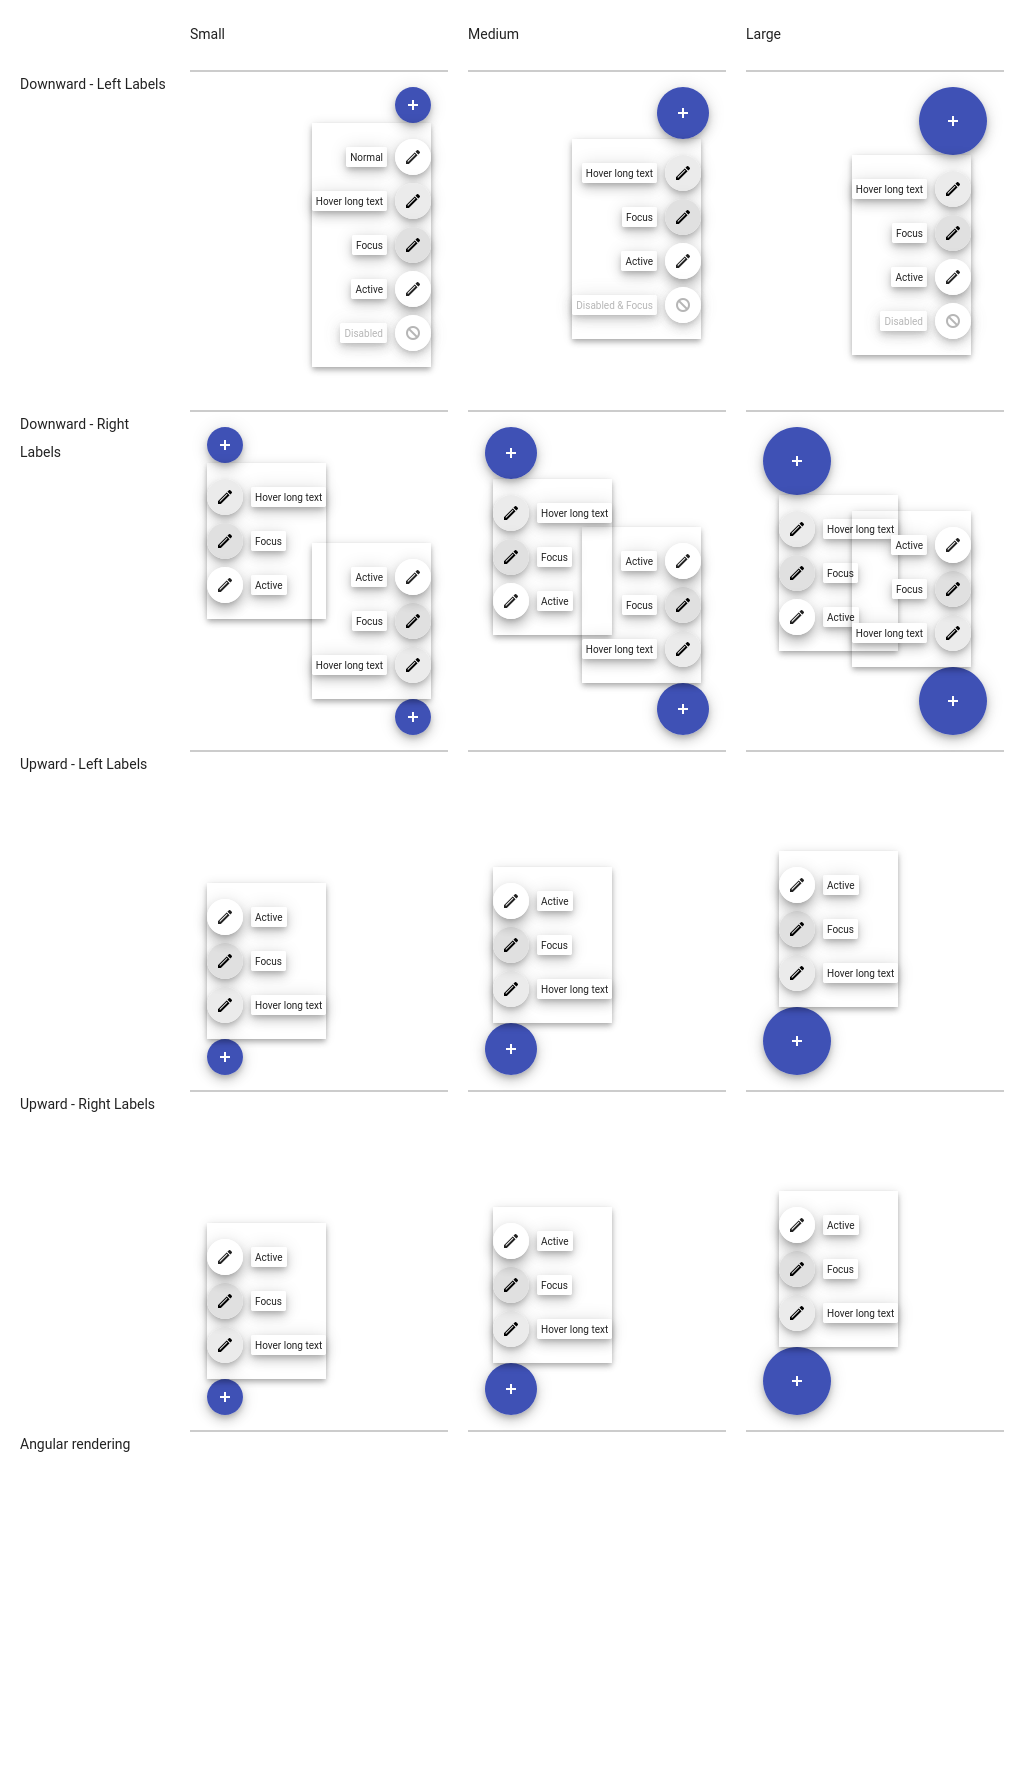 Small Medium Large
Downward - Left Labels
Normal
Hover long text
Focus
Active
Disabled
Hover long text
Focus
Active
Disabled & Focus
Hover long text
Focus
Active
Disabled
Downward - Right
Labels
Hover long text
Focus
Active
Active
Focus
Hover long text
Hover long text
Focus
Active
Active
Focus
Hover long text
Hover long text
Focus
Active
Active
Focus
Hover long text
Upward - Left Labels
Active
Focus
Hover long text
Active
Focus
Hover long text
Active
Focus
Hover long text
Upward - Right Labels
Active
Focus
Hover long text
Active
Focus
Hover long text
Active
Focus
Hover long text
Angular rendering